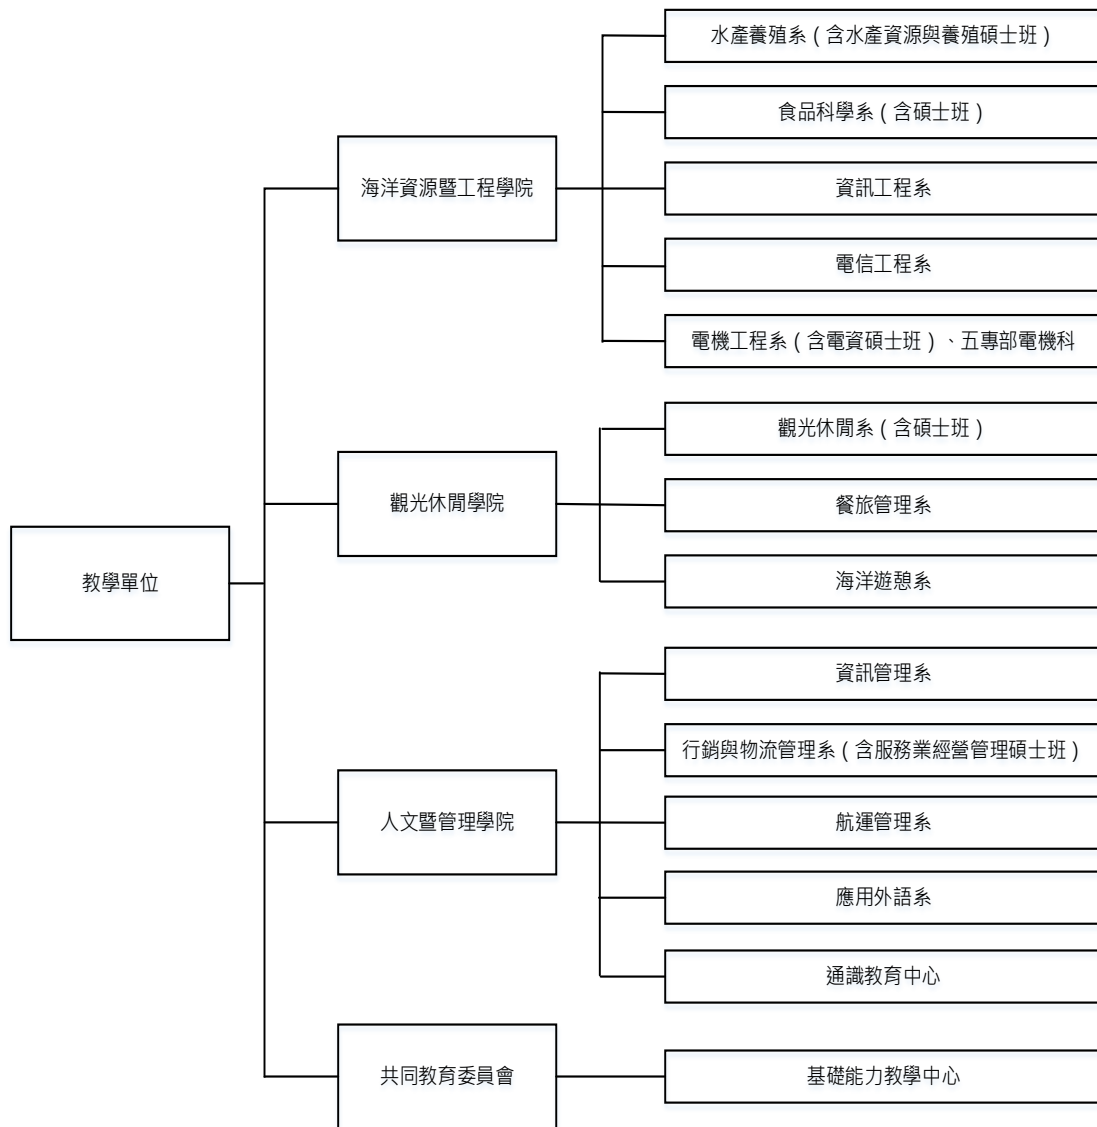 教學單位
海洋資源暨工程學院
水產養殖系 ( 含水產資源與養殖碩士班 )
食品科學系 ( 含碩士班 )
資訊工程系
電信工程系
電機工程系 ( 含電資碩士班 ) 、五專部電機科
觀光休閒學院
觀光休閒系 ( 含碩士班 )
餐旅管理系
海洋遊憩系
人文暨管理學院
資訊管理系
行銷與物流管理系 ( 含服務業經營管理碩士班 )
航運管理系
應用外語系
通識教育中心
共同教育委員會
基礎能力教學中心